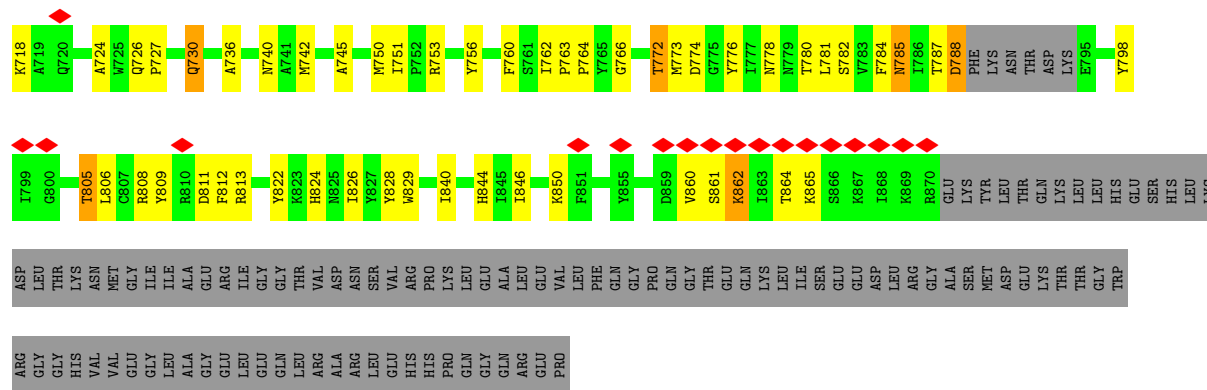 K718 A719 Q720 A724 W725 Q726 P727 Q730 A736 N740 A741 M742 A745 M750 I751 P752 R753 Y756 F760 S761 I762 P763 P764 Y765 G766 T772 M773 D774 G775 Y776 I777 N778 N779 T780 L781 S782 V783 F784 N785 I786 T787 D788 PHE LYS ASN THR ASP LYS E795 Y798
I799 G800 T805 L806 C807 R808 Y809 R810 D811 F812 R813 Y822 K823 H824 N825 I826 Y827 Y828 W829 I840 H844 I845 I846 K850 F851 Y855 D859 V860 S861 K862 I863 T864 K865 S866 K867 I868 K869 R870 GLU LYS TYR LEU THR GLN LYS LEU LEU HIS GLU SER HIS LEU
ASP LEU THR LYS ASN MET GLY ILE ILE ALA GLU ARG ILE GLY GLY THR VAL ASP ASN SER VAL ARG PRO LYS LEU GLU ALA LEU GLU VAL LEU PHE GLN GLY PRO GLN GLY THR GLU GLN LYS LEU ILE SER GLU GLU ASP LEU ARG GLY ALA SER MET ASP GLU LYS THR THR GLY TRP
ARG GLY GLY HIS VAL VAL GLU GLY LEU ALA GLY GLU LEU GLU GLN LEU ARG ALA ARG LEU GLU HIS HIS PRO GLN GLY GLN ARG GLU PRO